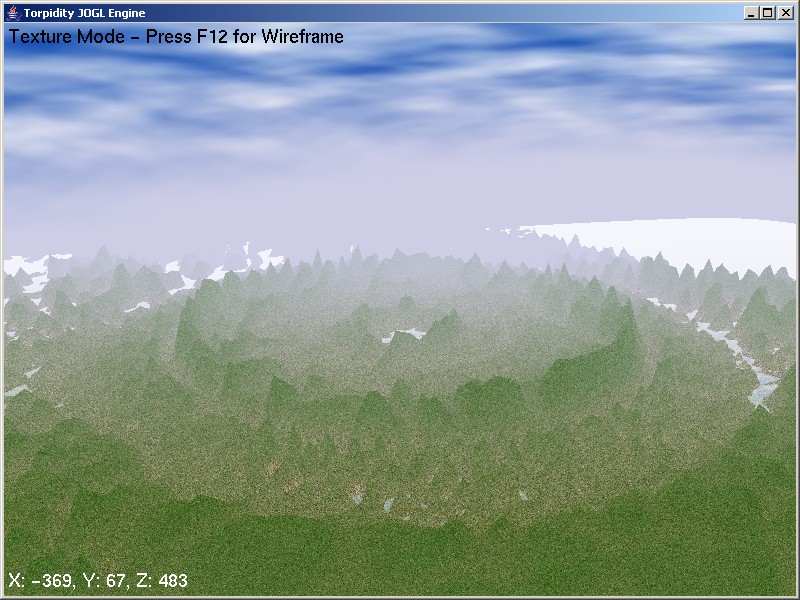 Torpidity JOGL Engine
Texture Mode - Press F12 for Wireframe
X: -369, Y: 67, Z: 483